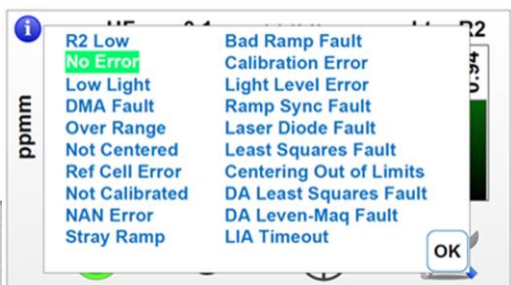 R2
R2 Low
No Error
Low Light
DMA Fault
Over Range
Not Centered
Ref Cell Error
Not Calibrated
NAN Error
Stray Ramp
Bad Ramp Fault
Calibration Error
Light Level Error
Ramp Sync Fault
Laser Diode Fault
Least Squares Fault
Centering Out of Limits
DA Least Squares Fault
DA Leven-Maq Fault
LIA Timeout
OK
ppmm